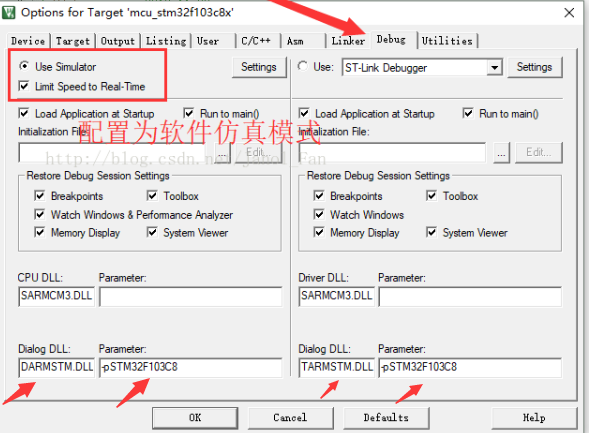 Options for Target 'mcu_stm32f103c8x'
Device Target Output Listing User C/C++ Asm Linker Debug Utilities
Use Simulator Settings Use: ST-Link Debugger Settings
Limit Speed to Real-Time
Load Application at Startup Run to main() Load Application at Startup Run to main()
配置为软件仿真模式
Initialization File: Initialization File:
... Edit... ... Edit...
http://blog.csdn.net/ Fan
Restore Debug Session Settings Restore Debug Session Settings
Breakpoints Toolbox Breakpoints Toolbox
Watch Windows & Performance Analyzer Watch Windows
Memory Display System Viewer Memory Display System Viewer
CPU DLL: Parameter: Driver DLL: Parameter:
SARMCM3.DLL SARMCM3.DLL
Dialog DLL: Parameter: Dialog DLL: Parameter:
DARMSTM.DLL -pSTM32F103C8 TARMSTM.DLL -pSTM32F103C8
OK Cancel Defaults Help